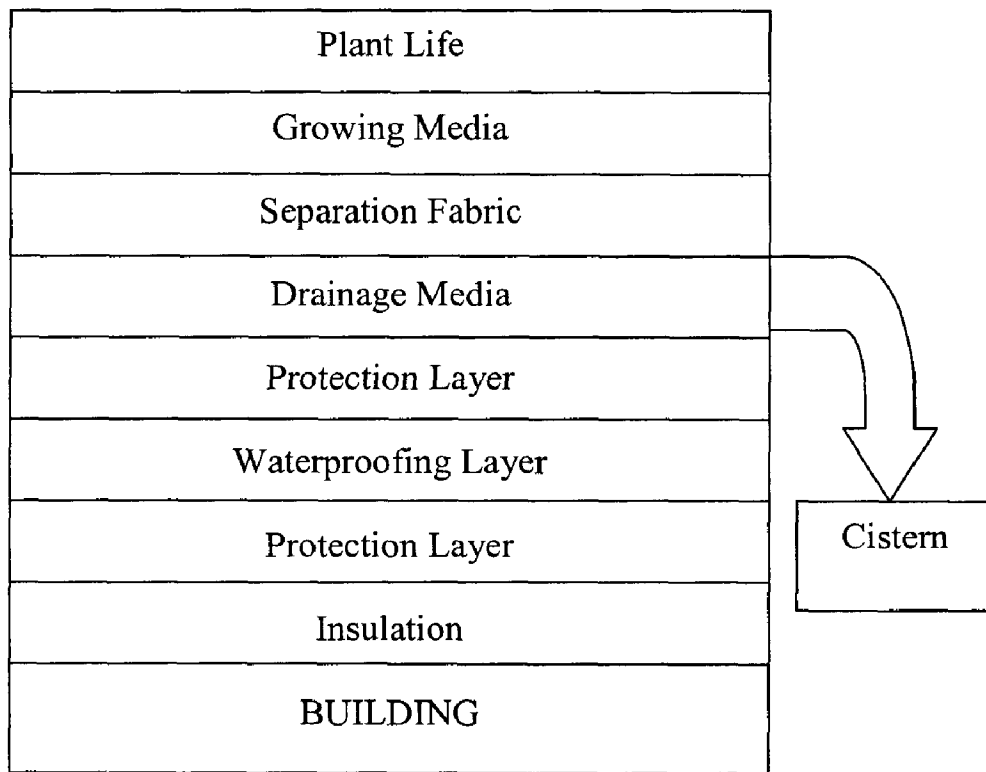 Plant Life
Growing Media
Separation Fabric
Drainage Media
Protection Layer
Waterproofing Layer
Protection Layer
Cistern
Insulation
BUILDING